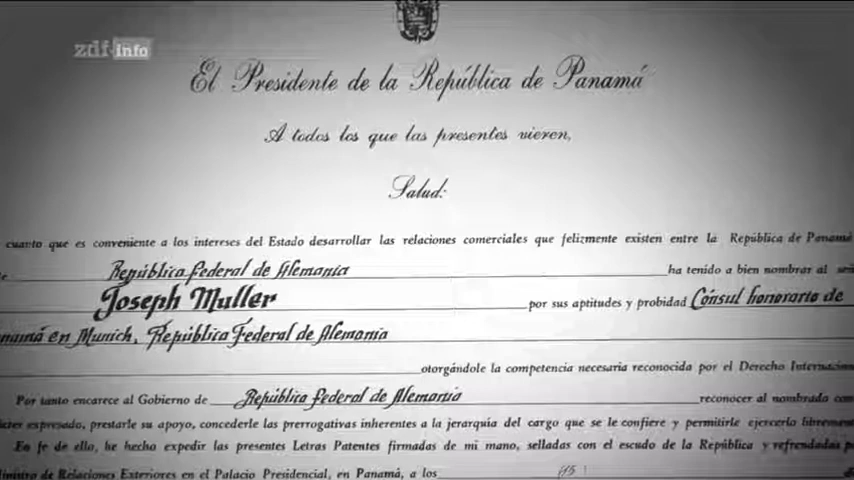 zdf info
El Presidente de la República de Panamá
A todos los que las presentes vieren,
Salud:
cuanto que es conveniente a los intereses del Estado desarrollar las relaciones comerciales que felizmente existen entre la República de Panamá
República Federal de Alemania ha tenido a bien nombrar al
Joseph Muller por sus aptitudes y probidad Cónsul honorario de
en Munich, República Federal de Alemania
otorgándole la competencia necesaria reconocida por el Derecho
Por tanto encarece al Gobierno de República Federal de Alemania reconocer al nombrado
expresado, prestarle su apoyo, concederle las prerrogativas inherentes a la jerarquía del cargo que se le confiere y permitirle ejercerlo
En fe de ello, he hecho expedir las presentes Letras Patentes firmadas de mi mano, selladas con el escudo de la República y refrendadas
de Relaciones Exteriores en el Palacio Presidencial, en Panamá, a los